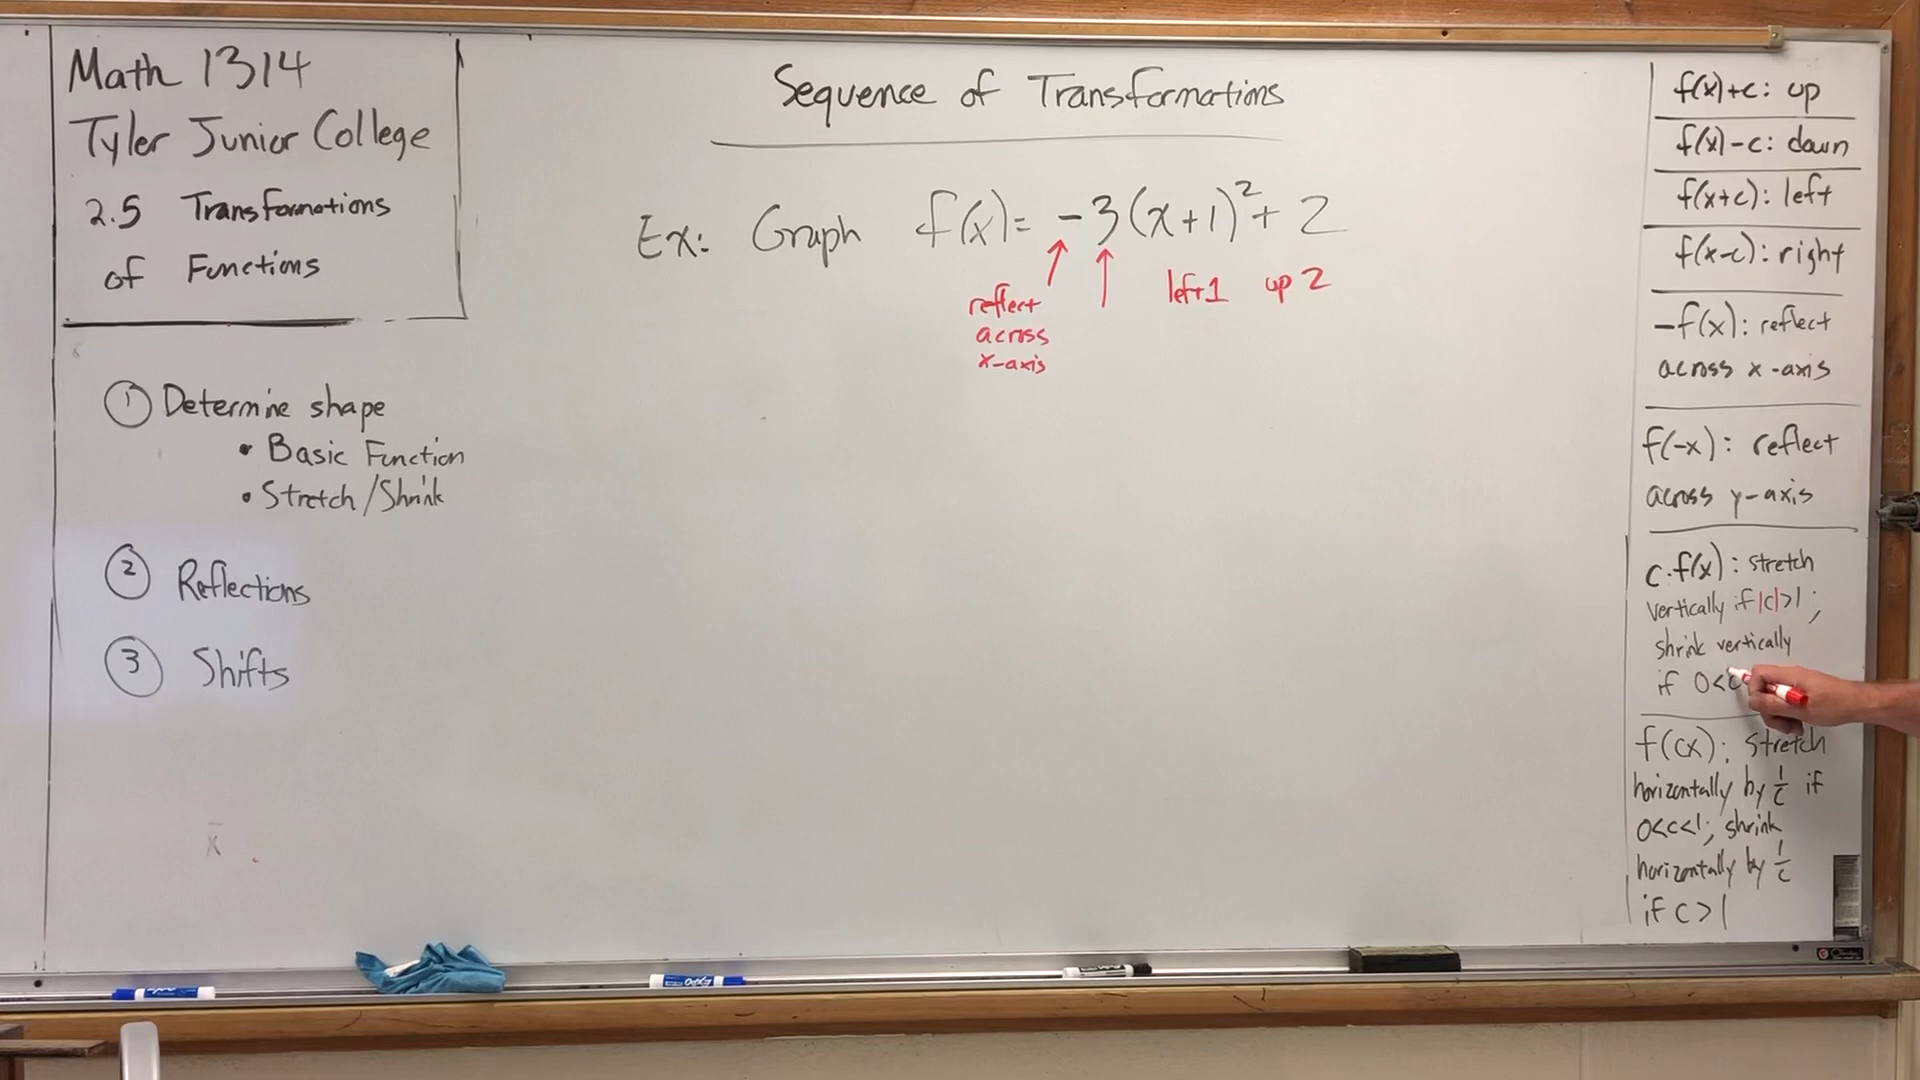 Math 1314
Tyler Junior College
2.5 Transformations
of Functions
① Determine shape
• Basic Function
• Stretch/Shrink
② Reflections
③ Shifts
x̄
Sequence of Transformations
Ex: Graph f(x) = -3(x+1)²+2
reflect
across
x-axis
left 1 up 2
f(x)+c: up
f(x)-c: down
f(x+c): left
f(x-c): right
-f(x): reflect
across x-axis
f(-x): reflect
across y-axis
c·f(x): stretch
vertically if |c|>1;
shrink vertically
if 0<c
f(cx): stretch
horizontally by 1/c if
0<c<1; shrink
horizontally by 1/c
if c>1
EXPO